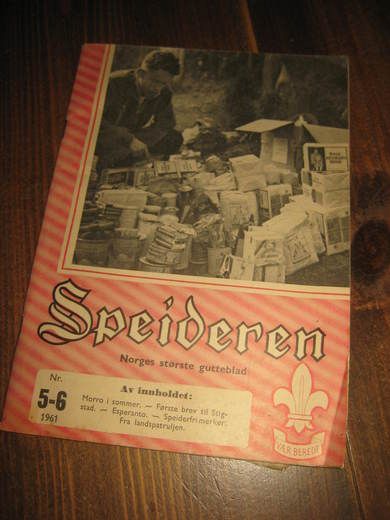 Speideren
Norges største gutteblad
Nr.
5-6
1961
Av innholdet:
Morro i sommer. — Første brev til Stig-
stad. — Esperanto. — Speiderfrimerker.
Fra landspatruljen.
VÆR BEREDT